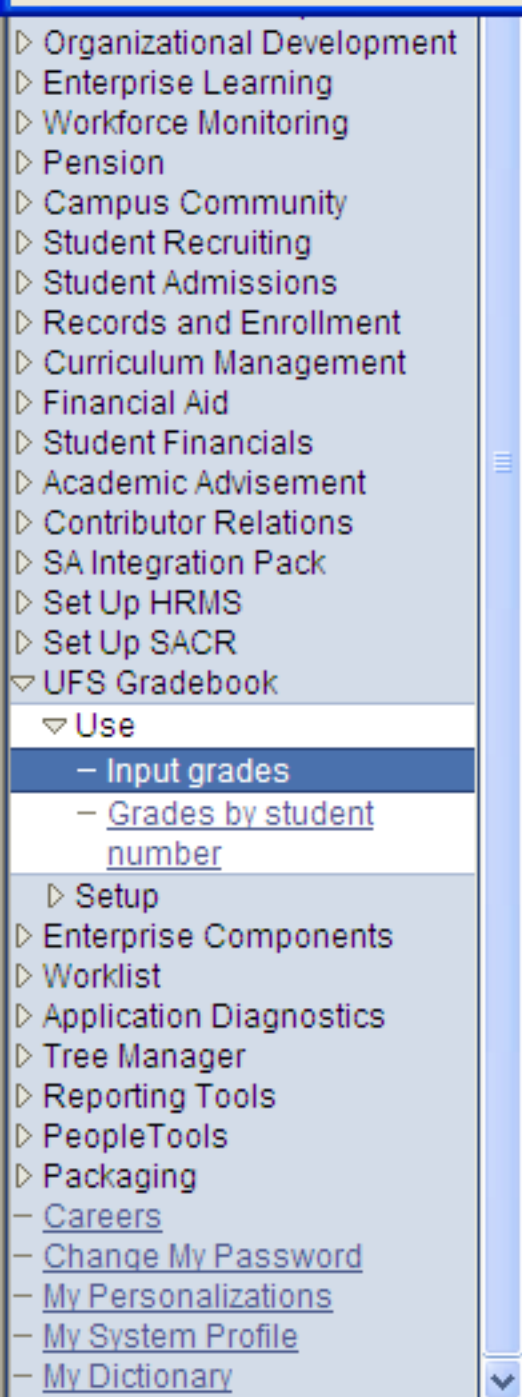 Organizational Development
Enterprise Learning
Workforce Monitoring
Pension
Campus Community
Student Recruiting
Student Admissions
Records and Enrollment
Curriculum Management
Financial Aid
Student Financials
Academic Advisement
Contributor Relations
SA Integration Pack
Set Up HRMS
Set Up SACR
UFS Gradebook
Use
– Input grades
– Grades by student
number
Setup
Enterprise Components
Worklist
Application Diagnostics
Tree Manager
Reporting Tools
PeopleTools
Packaging
– Careers
– Change My Password
– My Personalizations
– My System Profile
– My Dictionary